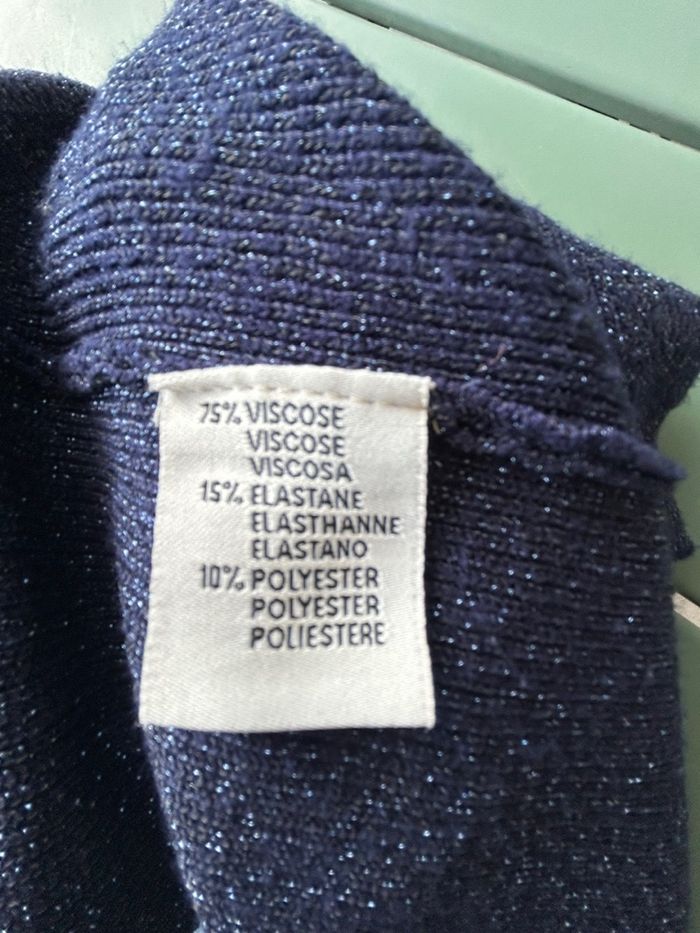 75% VISCOSE
VISCOSE
VISCOSA
15% ELASTANE
ELASTHANNE
ELASTANO
10% POLYESTER
POLYESTER
POLIESTERE